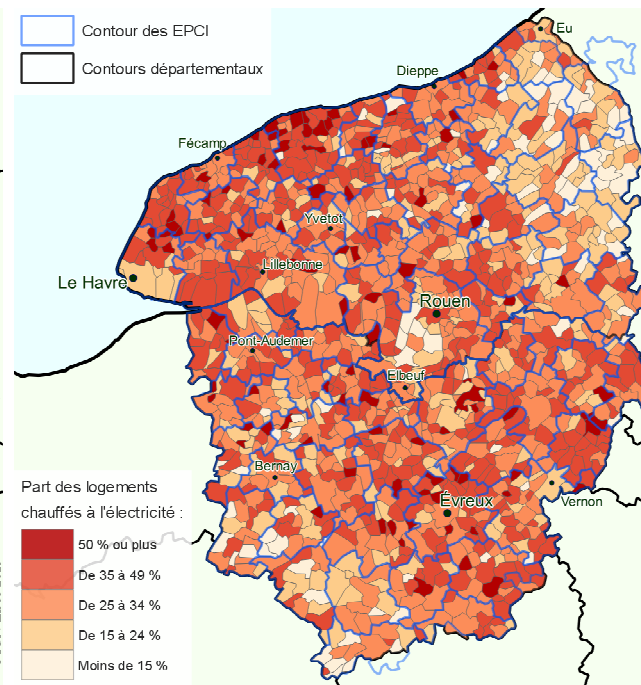 Contour des EPCI
Contours départementaux
Eu
Dieppe
Fécamp
Yvetot
Lillebonne
Le Havre
Rouen
Pont-Audemer
Elbeuf
Bernay
Évreux
Vernon
Part des logements
chauffés à l'électricité :
50 % ou plus
De 35 à 49 %
De 25 à 34 %
De 15 à 24 %
Moins de 15 %